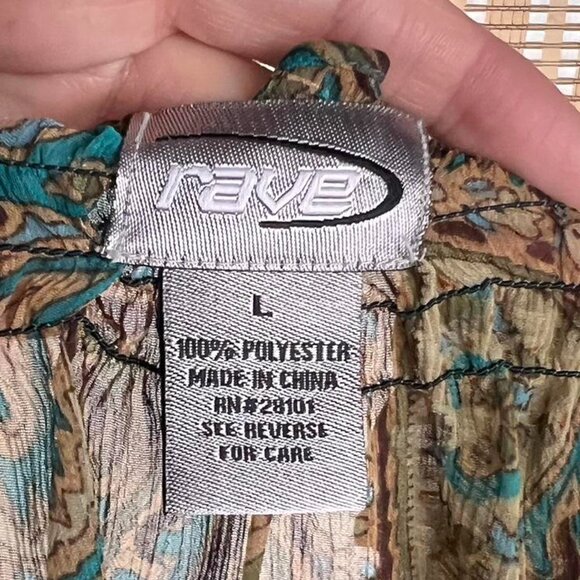 rave
L
100% POLYESTER
MADE IN CHINA
RN#28101
SEE REVERSE
FOR CARE